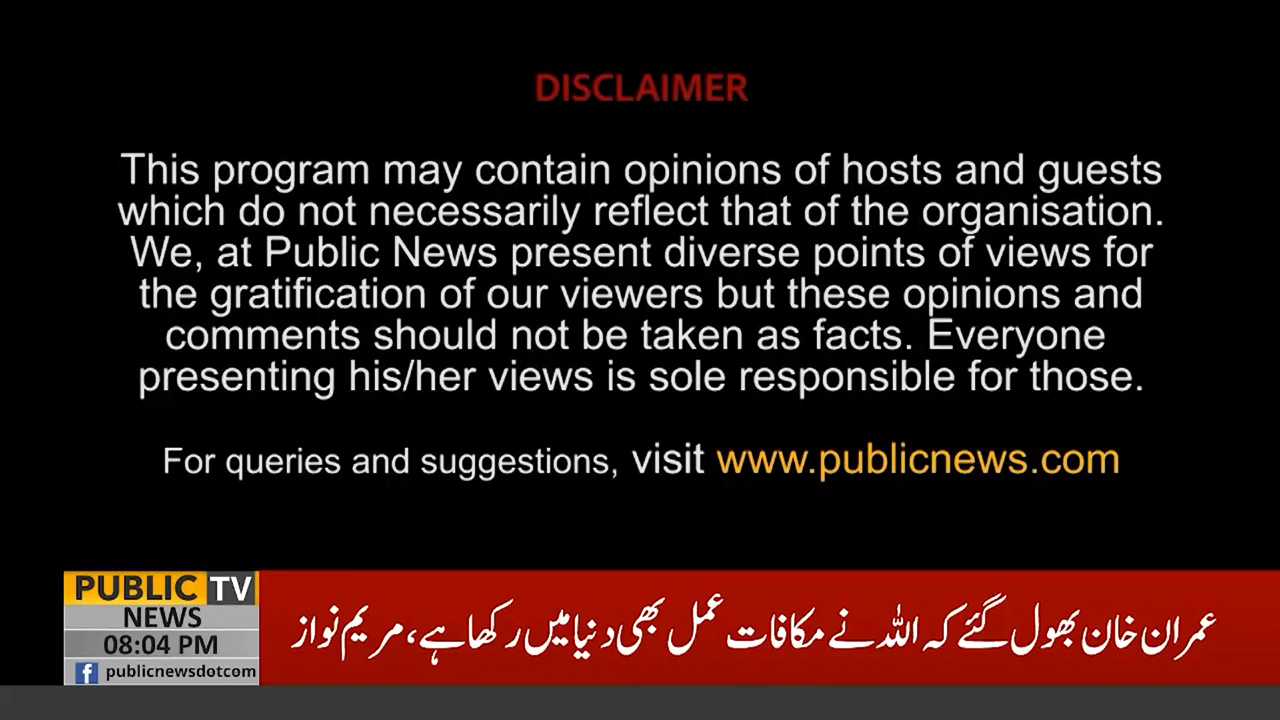 DISCLAIMER
This program may contain opinions of hosts and guests
which do not necessarily reflect that of the organisation.
We, at Public News present diverse points of views for
the gratification of our viewers but these opinions and
comments should not be taken as facts. Everyone
presenting his/her views is sole responsible for those.
For queries and suggestions, visit www.publicnews.com
PUBLIC TV
NEWS
08:04 PM
f publicnewsdotcom
عمران خان بھول گئے کہ اللہ نے مکافات عمل بھی دنیا میں رکھا ہے، مریم نواز